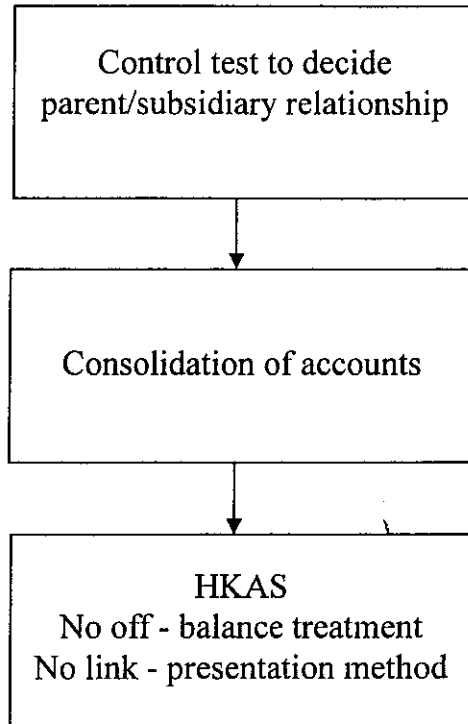 Control test to decide
parent/subsidiary relationship
Consolidation of accounts
HKAS
No off - balance treatment
No link - presentation method